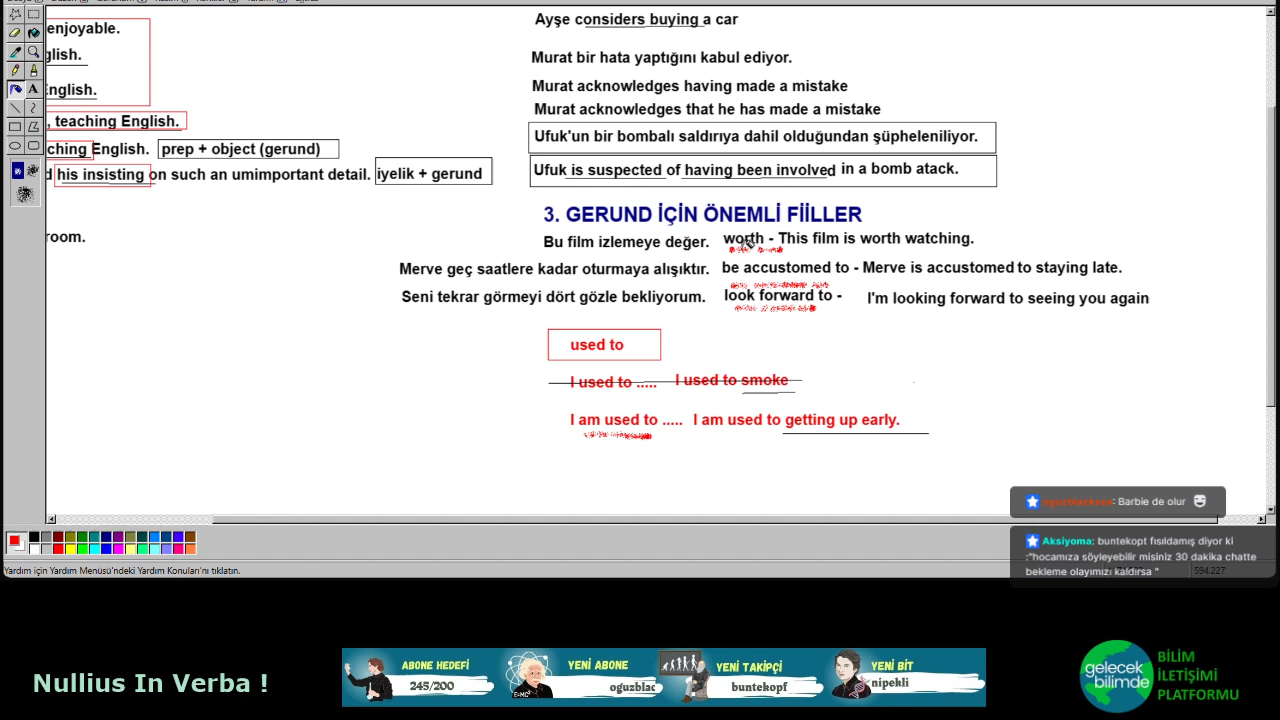 enjoyable.
glish.
English.
, teaching English.
ching English. prep + object (gerund)
d his insisting on such an umimportant detail. iyelik + gerund
room.
Ayşe considers buying a car
Murat bir hata yaptığını kabul ediyor.
Murat acknowledges having made a mistake
Murat acknowledges that he has made a mistake
Ufuk'un bir bombalı saldırıya dahil olduğundan şüpheleniliyor.
Ufuk is suspected of having been involved in a bomb atack.
3. GERUND İÇİN ÖNEMLİ FİİLLER
Bu film izlemeye değer. worth - This film is worth watching.
Merve geç saatlere kadar oturmaya alışıktır. be accustomed to - Merve is accustomed to staying late.
Seni tekrar görmeyi dört gözle bekliyorum. look forward to - I'm looking forward to seeing you again
used to
I used to ..... I used to smoke
I am used to ..... I am used to getting up early.
: Barbie de olur
Aksiyoma: buntekopt fısıldamış diyor ki
:"hocamıza söyleyebilir misiniz 30 dakika chatte
bekleme olayımızı kaldırsa "
Yardım için Yardım Menüsü'ndeki Yardım Konuları'nı tıklatın.
594,227
Nullius In Verba !
ABONE HEDEFİ
245/200
E=MC²
YENİ ABONE
oguzblac
YENİ TAKİPÇİ
buntekopf
YENİ BİT
nipekli
gelecek
bilimde
BİLİM
İLETİŞİMİ
PLATFORMU